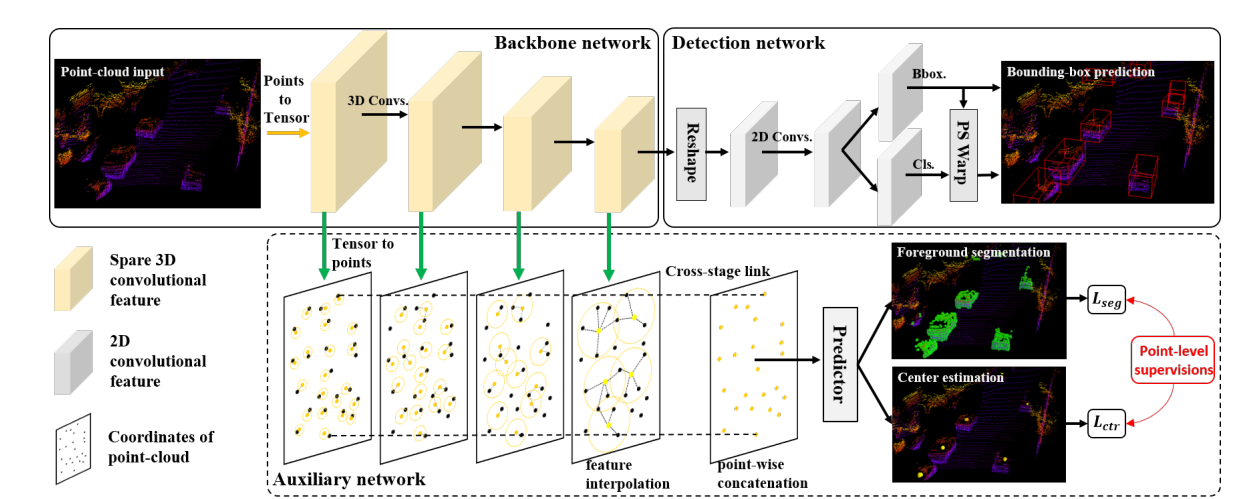 Backbone network
Detection network
Point-cloud input
Points
to
Tensor
3D Convs.
Reshape
2D Convs.
Bbox.
Cls.
PS Warp
Bounding-box prediction
Spare 3D
convolutional
feature
2D
convolutional
feature
Coordinates of
point-cloud
Tensor to
points
Cross-stage link
feature
interpolation
point-wise
concatenation
Auxiliary network
Predictor
Foreground segmentation
Center estimation
Lseg
Lctr
Point-level
supervisions